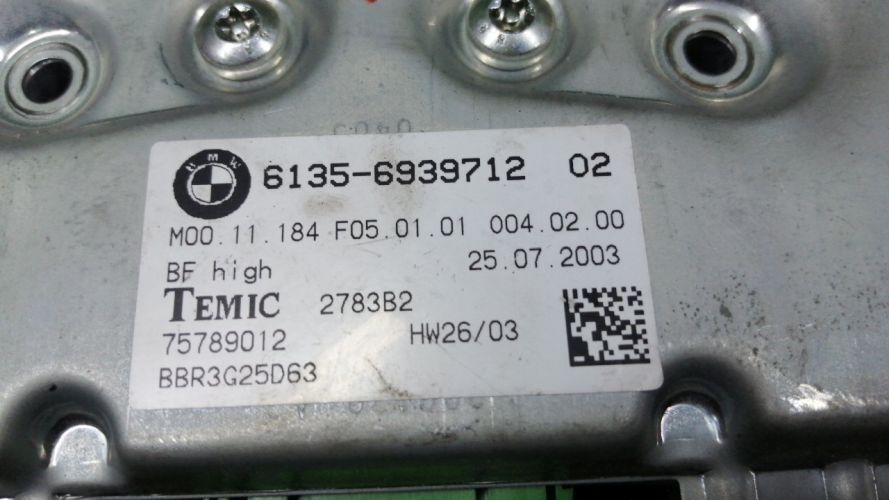 BMW 6135-6939712 02
M00.11.184 F05.01.01 004.02.00
BF high 25.07.2003
TEMIC 2783B2
75789012 HW26/03
BBR3G25D63